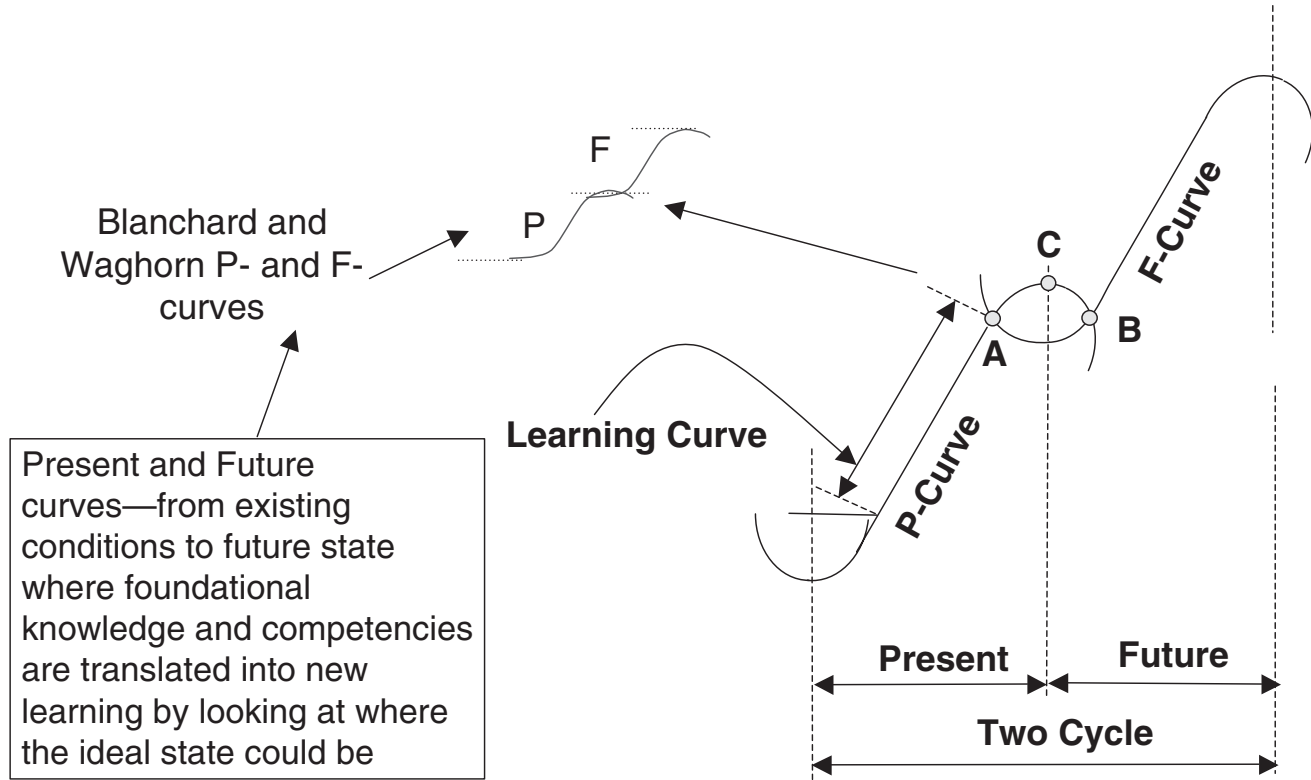 F
P
Blanchard and
Waghorn P- and F-
curves
C
A
B
F-Curve
Learning Curve
P-Curve
Present and Future
curves—from existing
conditions to future state
where foundational
knowledge and competencies
are translated into new
learning by looking at where
the ideal state could be
Present
Future
Two Cycle